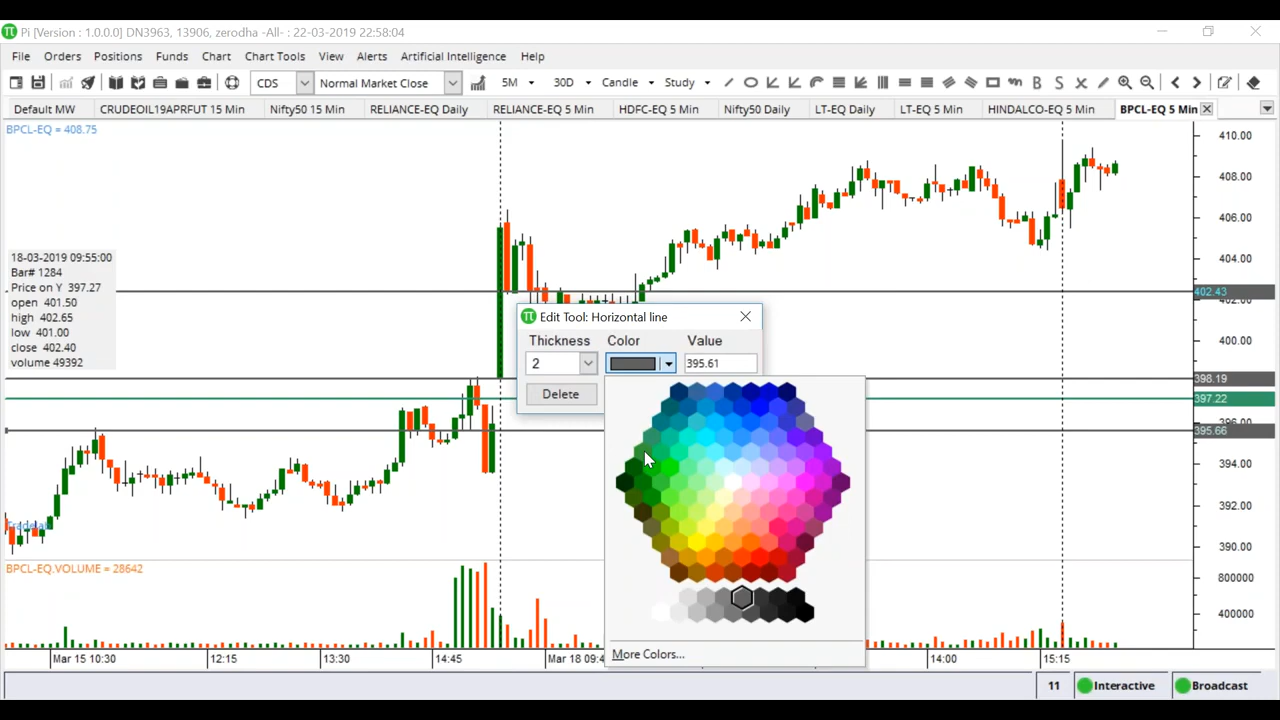 Pi [Version : 1.0.0.0] DN3963, 13906, zerodha -All- : 22-03-2019 22:58:04
File Orders Positions Funds Chart Chart Tools View Alerts Artificial Intelligence Help
CDS Normal Market Close 5M 30D Candle Study B S X
Default MW CRUDEOIL19APRFUT 15 Min Nifty50 15 Min RELIANCE-EQ Daily RELIANCE-EQ 5 Min HDFC-EQ 5 Min Nifty50 Daily LT-EQ Daily LT-EQ 5 Min HINDALCO-EQ 5 Min BPCL-EQ 5 Min
BPCL-EQ = 408.75
410.00
408.00
406.00
404.00
18-03-2019 09:55:00
Bar# 1284
Price on Y 397.27
open 401.50
high 402.65
low 401.00
close 402.40
volume 49392
402.43
402.00
400.00
Edit Tool: Horizontal line
Thickness Color Value
2 395.61
Delete
398.19
397.22
396.00
395.66
394.00
392.00
390.00
BPCL-EQ.VOLUME = 28642
800000
400000
More Colors...
Mar 15 10:30 12:15 13:30 14:45 Mar 18 09:4 14:00 15:15
11 Interactive Broadcast